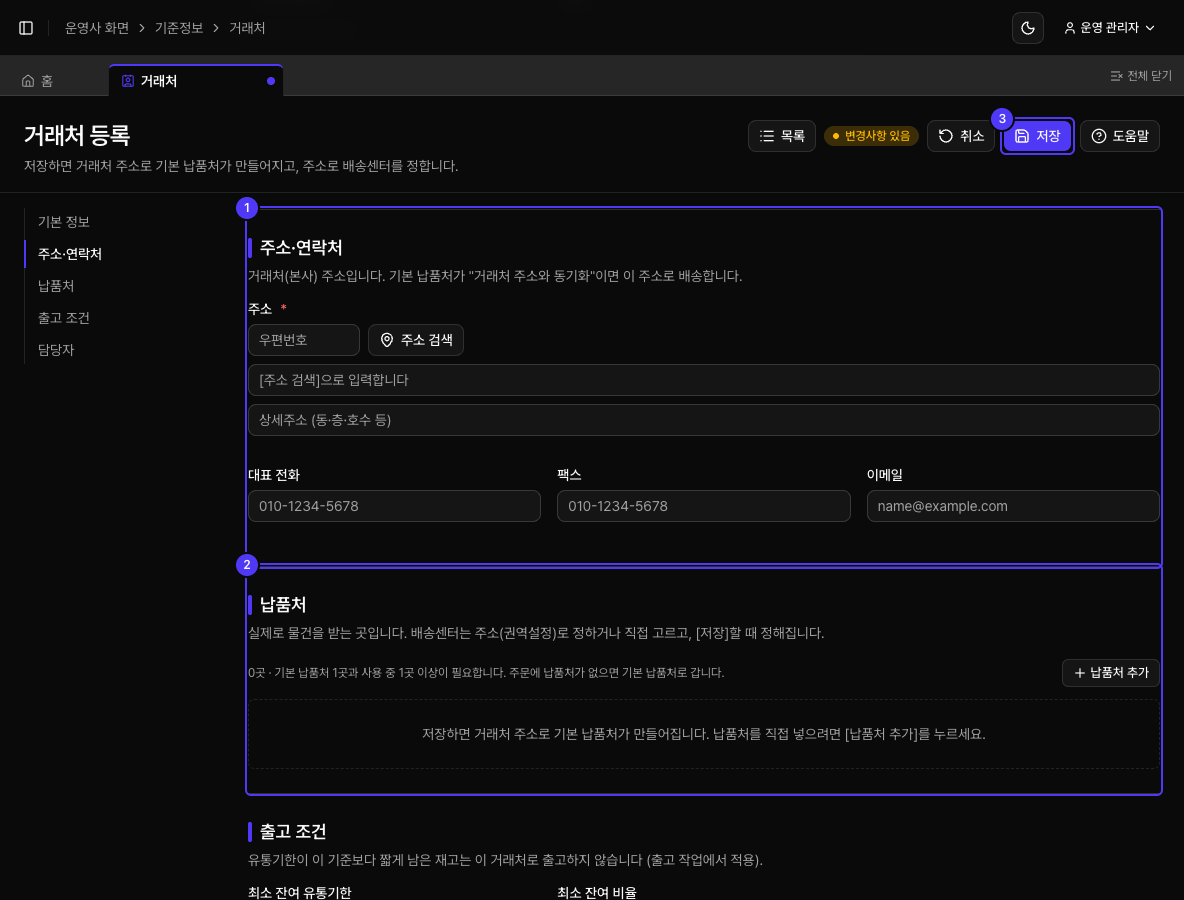 운영사 화면 > 기준정보 > 거래처
운영 관리자
홈
거래처
전체 닫기
거래처 등록
저장하면 거래처 주소로 기본 납품처가 만들어지고, 주소로 배송센터를 정합니다.
목록
변경사항 있음
취소
3
저장
도움말
기본 정보
주소·연락처
납품처
출고 조건
담당자
1
주소·연락처
거래처(본사) 주소입니다. 기본 납품처가 "거래처 주소와 동기화"이면 이 주소로 배송합니다.
주소 *
우편번호
주소 검색
[주소 검색]으로 입력합니다
상세주소 (동·층·호수 등)
대표 전화
팩스
이메일
010-1234-5678
010-1234-5678
name@example.com
2
납품처
실제로 물건을 받는 곳입니다. 배송센터는 주소(권역설정)로 정하거나 직접 고르고, [저장]할 때 정해집니다.
0곳 · 기본 납품처 1곳과 사용 중 1곳 이상이 필요합니다. 주문에 납품처가 없으면 기본 납품처로 갑니다.
+ 납품처 추가
저장하면 거래처 주소로 기본 납품처가 만들어집니다. 납품처를 직접 넣으려면 [납품처 추가]를 누르세요.
출고 조건
유통기한이 이 기준보다 짧게 남은 재고는 이 거래처로 출고하지 않습니다 (출고 작업에서 적용).
최소 잔여 유통기한
최소 잔여 비율